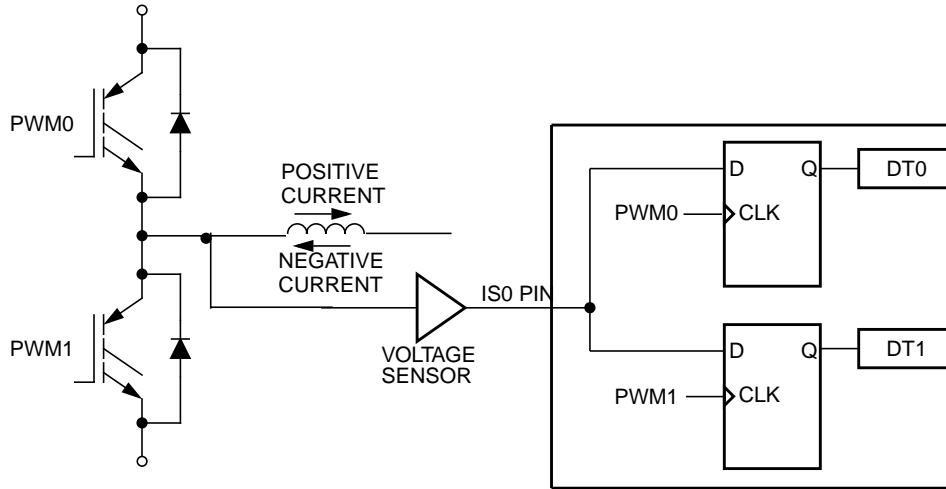 PWM0
POSITIVE
CURRENT
NEGATIVE
CURRENT
PWM1
VOLTAGE
SENSOR
IS0 PIN
D
Q
DT0
PWM0
CLK
D
Q
DT1
PWM1
CLK